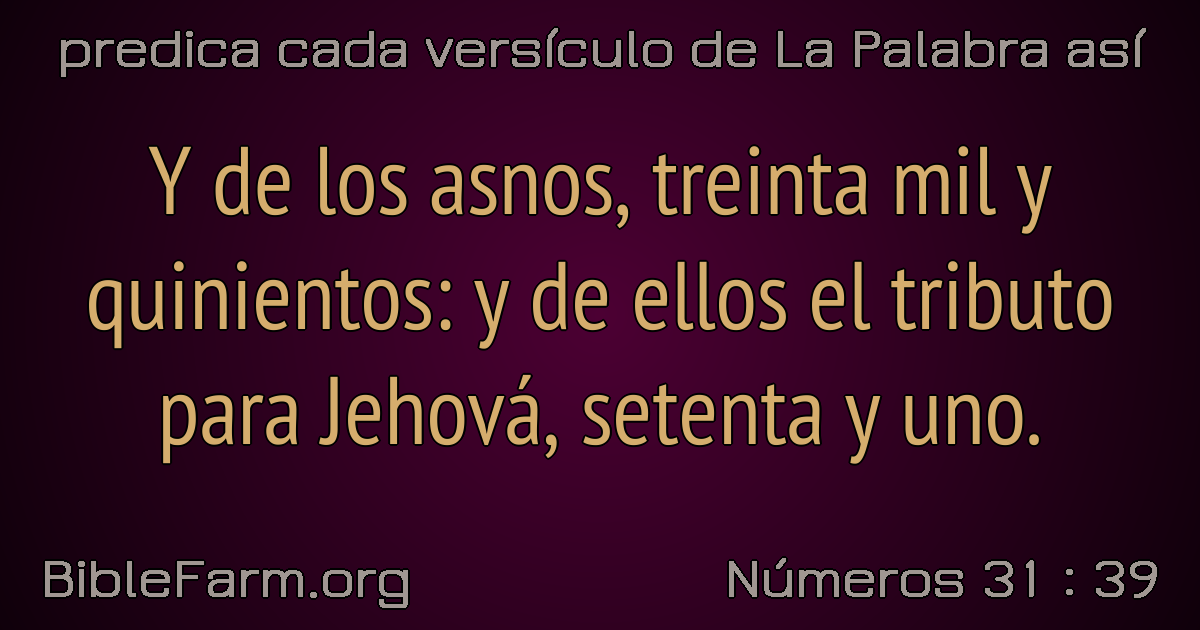 predica cada versículo de La Palabra así
Y de los asnos, treinta mil y
quinientos: y de ellos el tributo
para Jehová, setenta y uno.
BibleFarm.org
Números 31 : 39